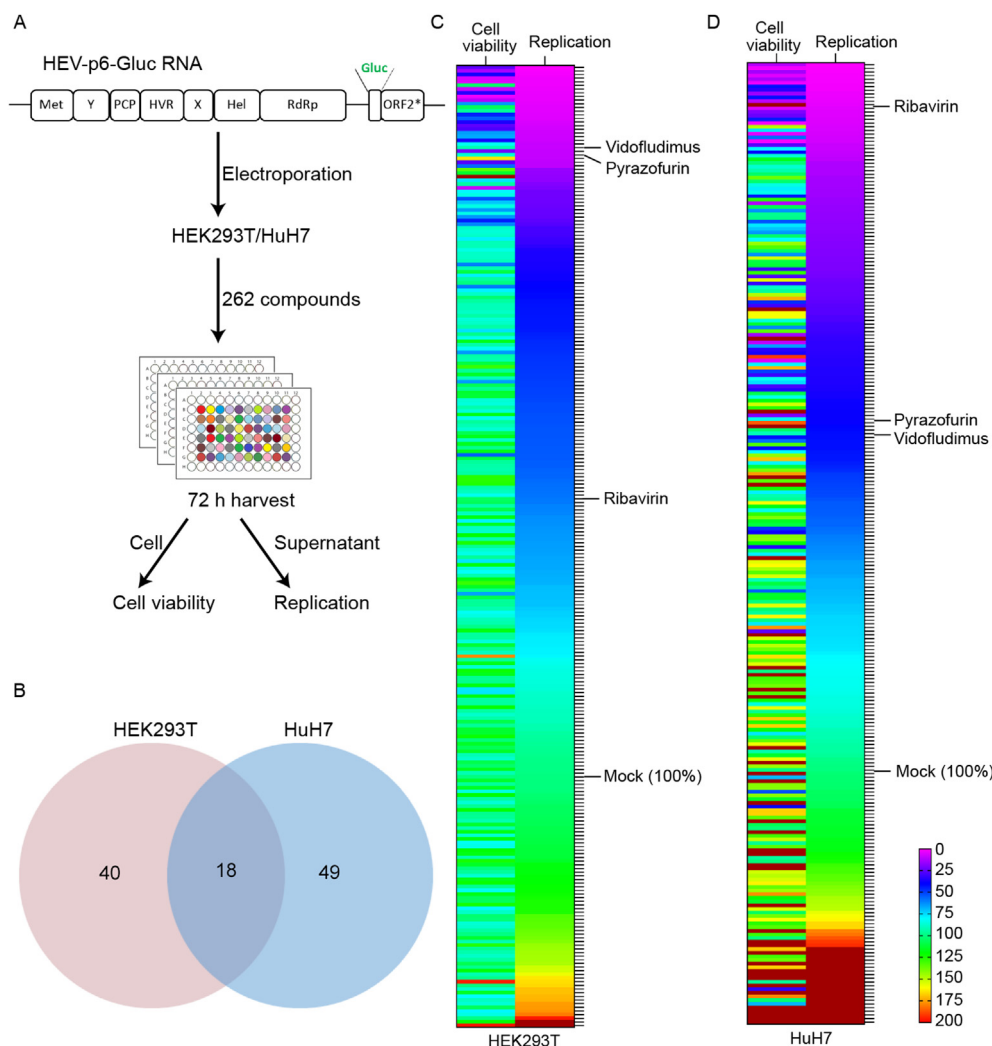 A
HEV-p6-Gluc RNA
Gluc
Met Y PCP HVR X Hel RdRp ORF2*
Electroporation
HEK293T/HuH7
262 compounds
72 h harvest
Cell Supernatant
Cell viability Replication
B
HEK293T HuH7
40 18 49
C
Cell
viability
Replication
Vidofludimus
Pyrazofurin
Ribavirin
Mock (100%)
HEK293T
D
Cell
viability
Replication
Ribavirin
Pyrazofurin
Vidofludimus
Mock (100%)
HuH7
0
25
50
75
100
125
150
175
200